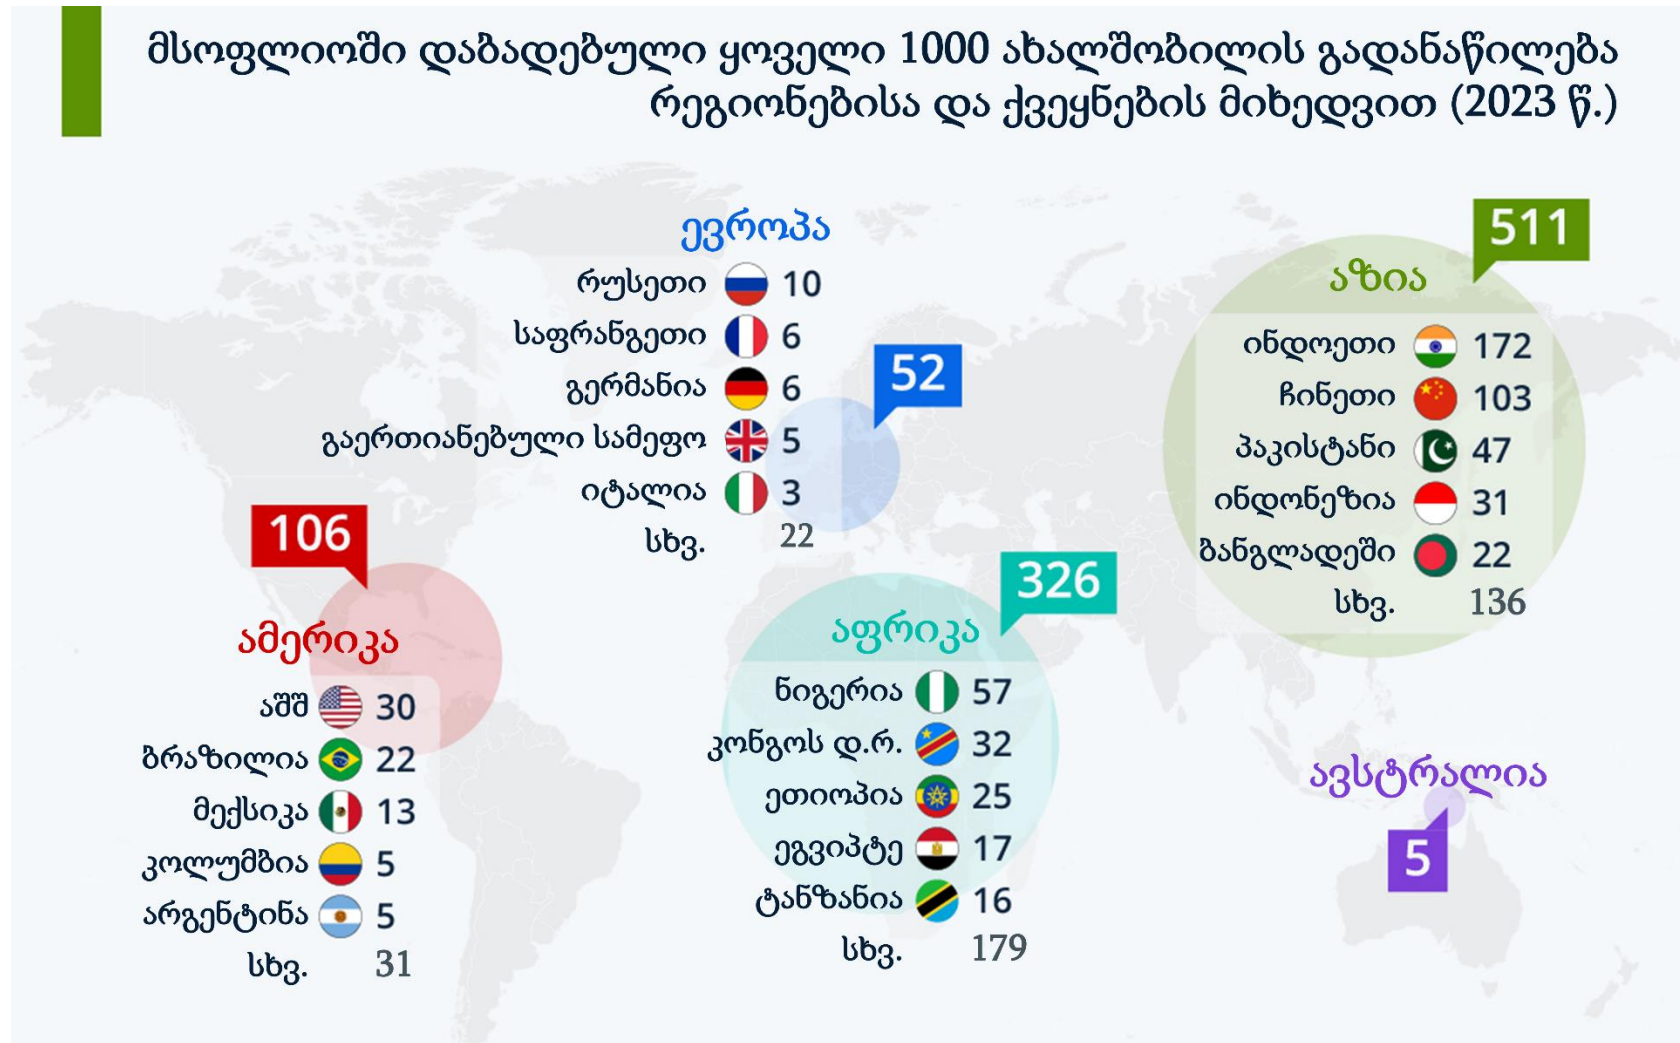 მსოფლიოში დაბადებული ყოველი 1000 ახალშობილის გადანაწილება
რეგიონებისა და ქვეყნების მიხედვით (2023 წ.)
ევროპა
რუსეთი 10
საფრანგეთი 6
გერმანია 6
გაერთიანებული სამეფო 5
იტალია 3
სხვ. 22
52
511
აზია
ინდოეთი 172
ჩინეთი 103
პაკისტანი 47
ინდონეზია 31
ბანგლადეში 22
სხვ. 136
106
ამერიკა
აშშ 30
ბრაზილია 22
მექსიკა 13
კოლუმბია 5
არგენტინა 5
სხვ. 31
326
აფრიკა
ნიგერია 57
კონგოს დ.რ. 32
ეთიოპია 25
ეგვიპტე 17
ტანზანია 16
სხვ. 179
ავსტრალია
5